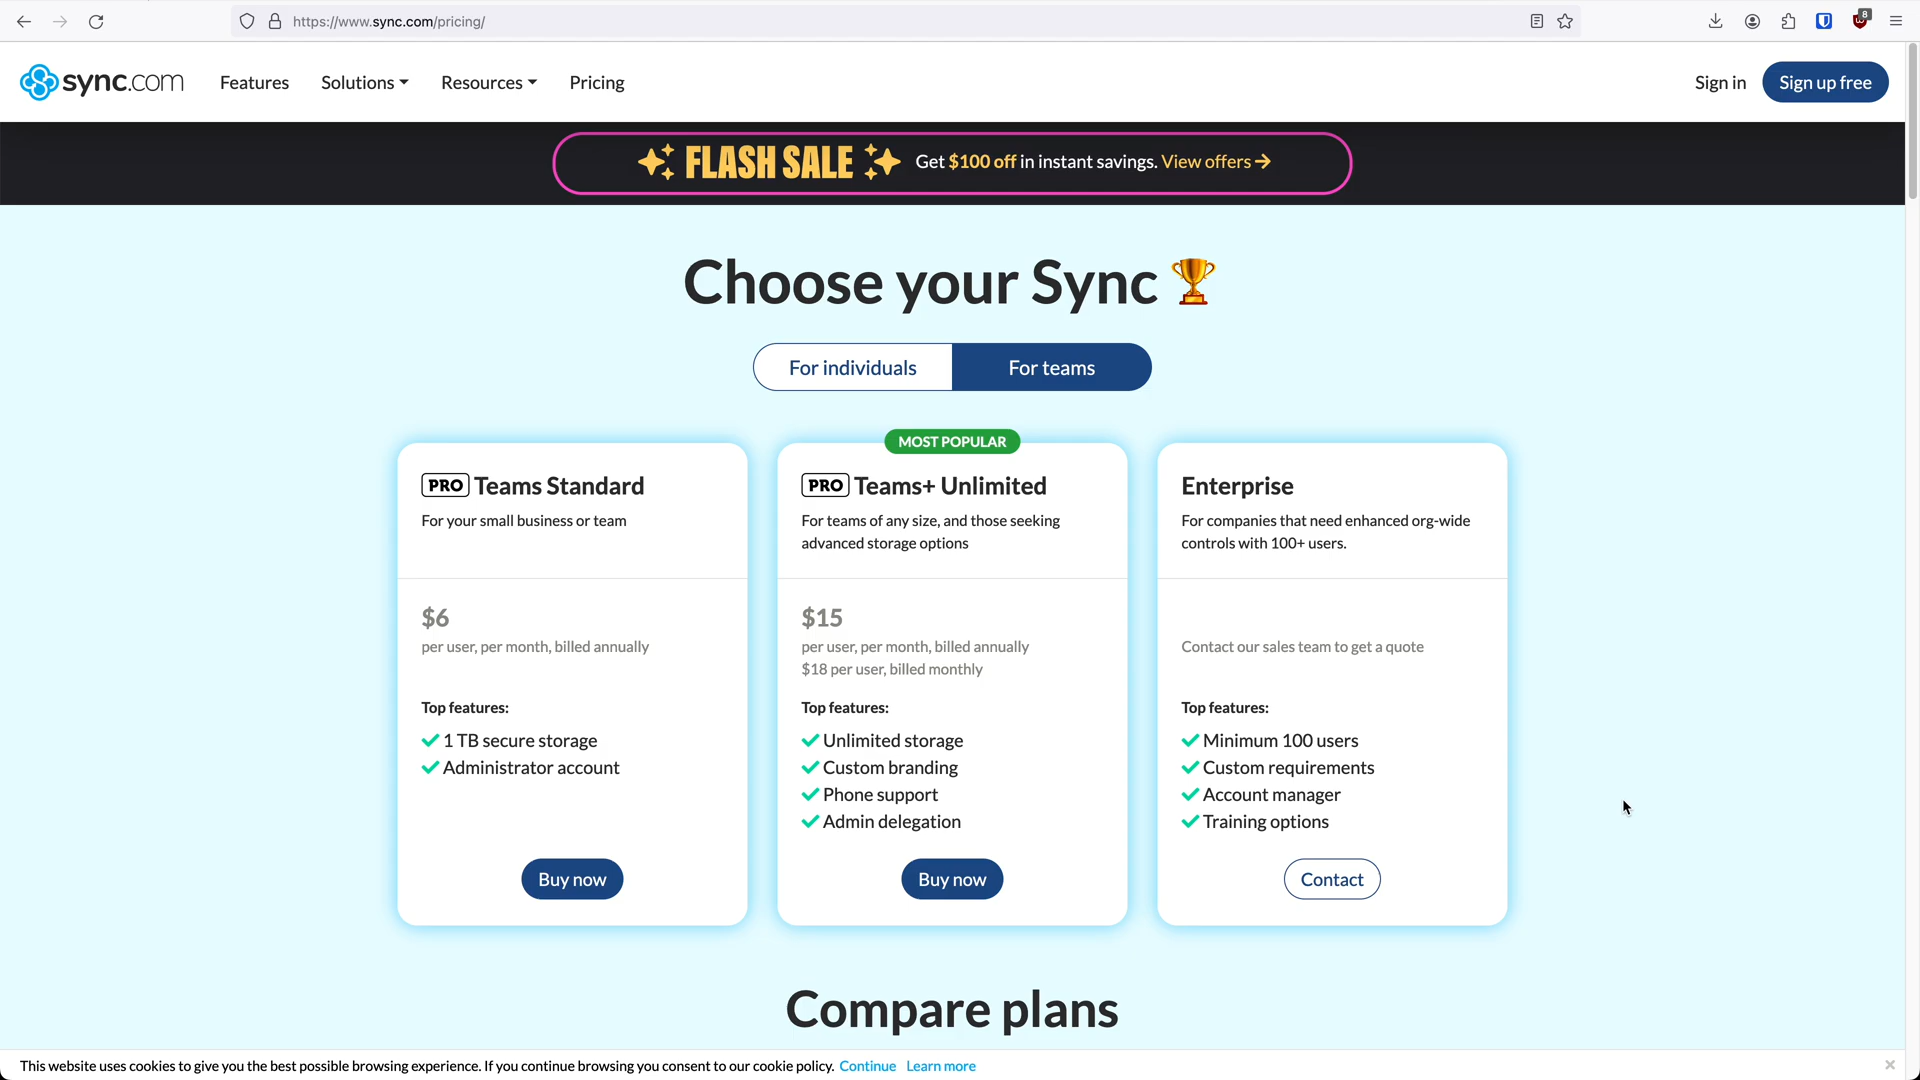 https://www.sync.com/pricing/
8
sync.com
Features
Solutions
Resources
Pricing
Sign in
Sign up free
FLASH SALE
Get $100 off in instant savings. View offers
Choose your Sync
For individuals
For teams
MOST POPULAR
PRO Teams Standard
For your small business or team
$6
per user, per month, billed annually
Top features:
1 TB secure storage
Administrator account
Buy now
PRO Teams+ Unlimited
For teams of any size, and those seeking
advanced storage options
$15
per user, per month, billed annually
$18 per user, billed monthly
Top features:
Unlimited storage
Custom branding
Phone support
Admin delegation
Buy now
Enterprise
For companies that need enhanced org-wide
controls with 100+ users.
Contact our sales team to get a quote
Top features:
Minimum 100 users
Custom requirements
Account manager
Training options
Contact
Compare plans
This website uses cookies to give you the best possible browsing experience. If you continue browsing you consent to our cookie policy. Continue Learn more